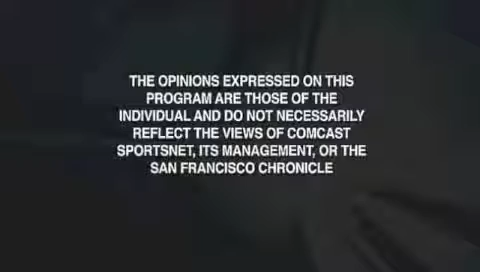 THE OPINIONS EXPRESSED ON THIS
PROGRAM ARE THOSE OF THE
INDIVIDUAL AND DO NOT NECESSARILY
REFLECT THE VIEWS OF COMCAST
SPORTSNET, ITS MANAGEMENT, OR THE
SAN FRANCISCO CHRONICLE